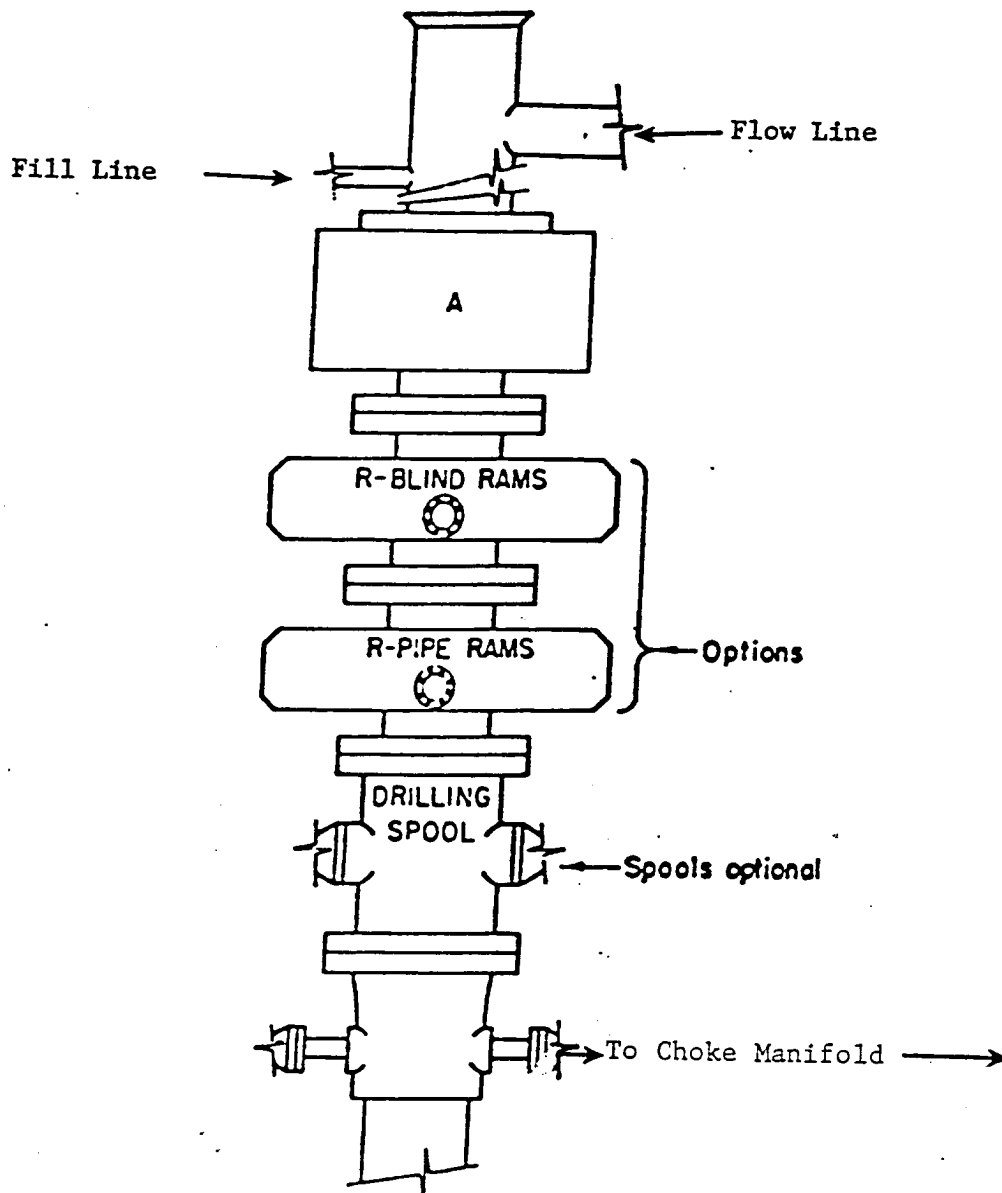 Flow Line
Fill Line
A
R-BLIND RAMS
R-PIPE RAMS
Options
DRILLING
SPOOL
Spools optional
To Choke Manifold